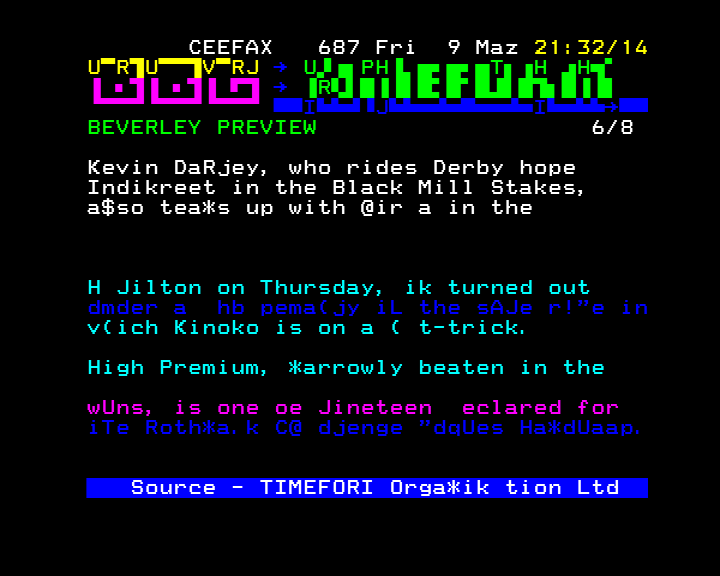 CEEFAX 687 Fri 9 Maz 21:32/14
BEVERLEY PREVIEW 6/8
Kevin DaRjey, who rides Derby hope
Indikreet in the Black Mill Stakes,
a$so tea*s up with @ir a in the
H Jilton on Thursday, ik turned out
dmder a hb pema(jy iL the sAJe r!"e in
v(ich Kinoko is on a ( t-trick.
High Premium, *arrowly beaten in the
wUns, is one oe Jineteen eclared for
iTe Roth*a.k C@ djenge "dqUes Ha*dUaap.
Source - TIMEFORI Orga*ik tion Ltd